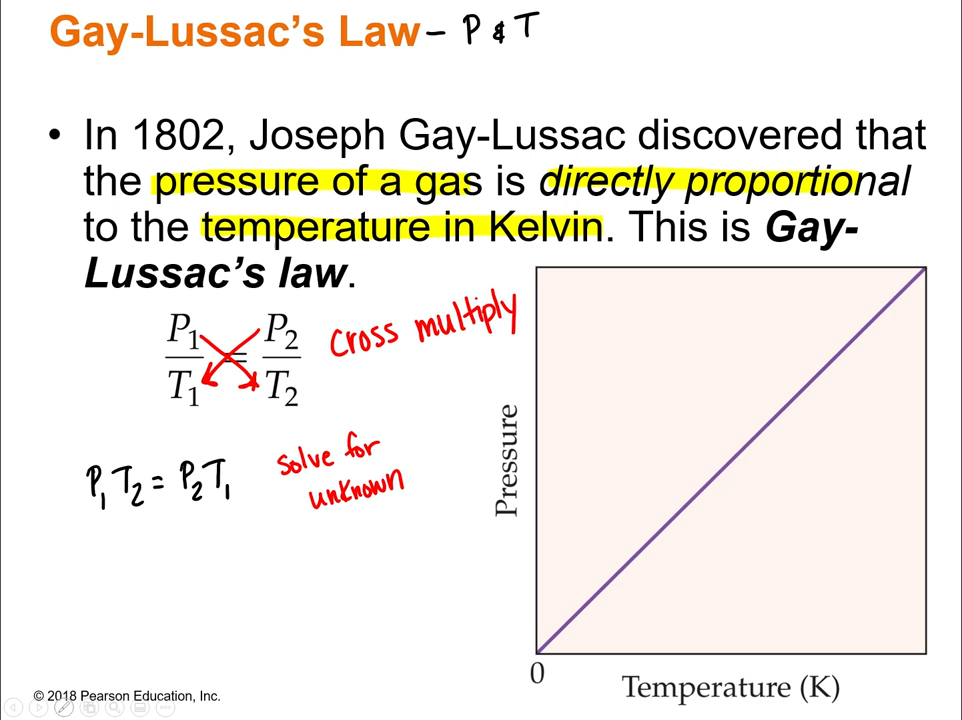 Gay-Lussac's Law – P & T
• In 1802, Joseph Gay-Lussac discovered that
the pressure of a gas is directly proportional
to the temperature in Kelvin. This is Gay-
Lussac's law.
P₁/T₁ = P₂/T₂
cross multiply
P₁T₂ = P₂T₁
solve for
unknown
Pressure
0
Temperature (K)
© 2018 Pearson Education, Inc.